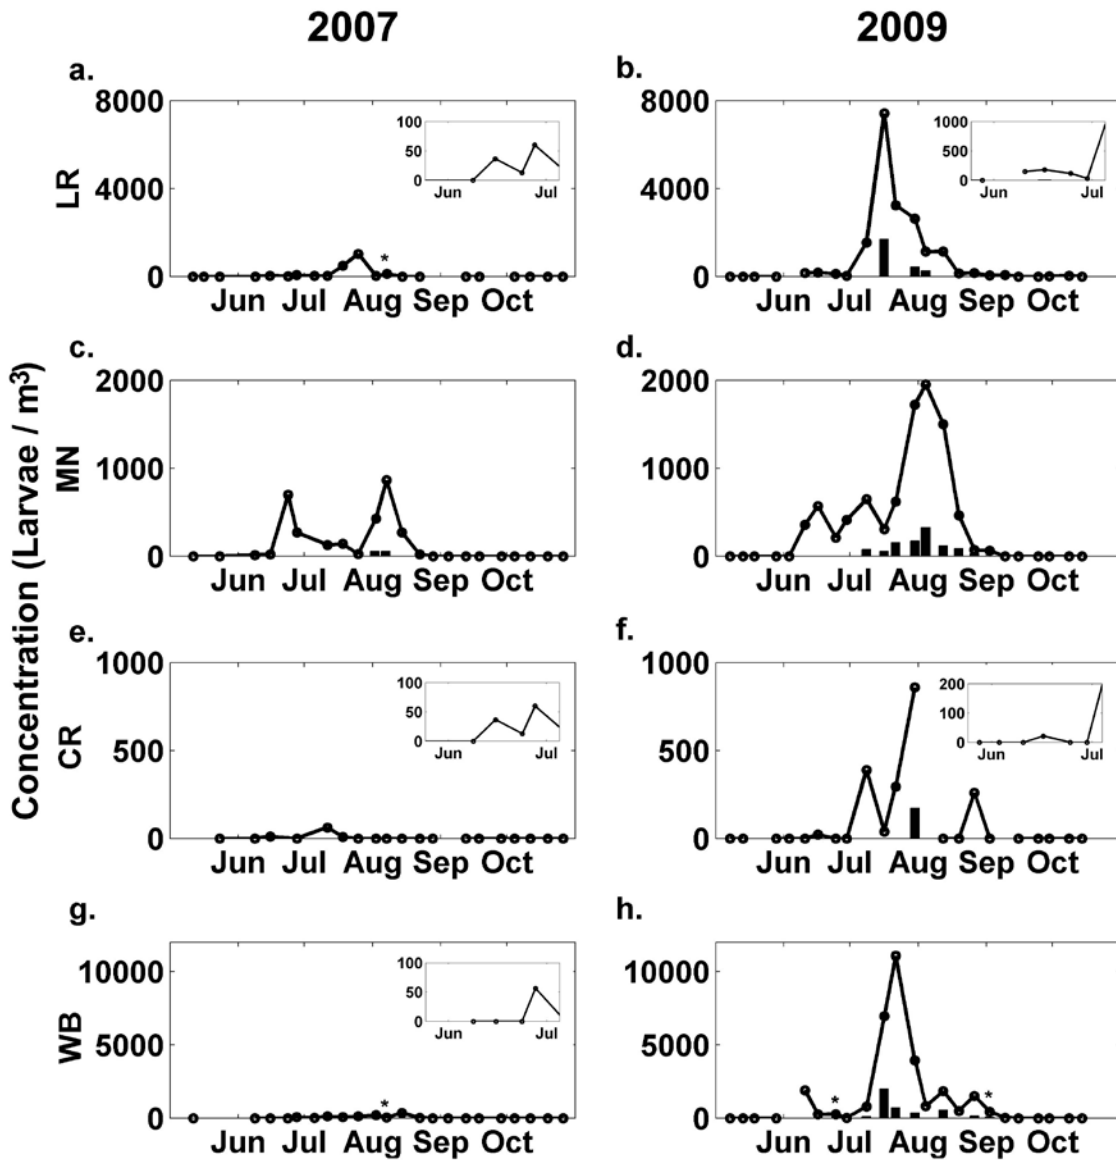 2007 2009
a. b.
8000 8000
4000 4000
0 0
LR
100 1000
50 500
0 0
Jun Jul Jun Jul
* 
Jun Jul Aug Sep Oct Jun Jul Aug Sep Oct
c. d.
Concentration (Larvae / m³)
MN
2000 2000
1000 1000
0 0
Jun Jul Aug Sep Oct Jun Jul Aug Sep Oct
e. f.
CR
1000 1000
500 500
0 0
100 200
50 100
0 0
Jun Jul Jun Jul
Jun Jul Aug Sep Oct Jun Jul Aug Sep Oct
g. h.
WB
10000 10000
5000 5000
0 0
100
50
0
Jun Jul
* * *
Jun Jul Aug Sep Oct Jun Jul Aug Sep Oct